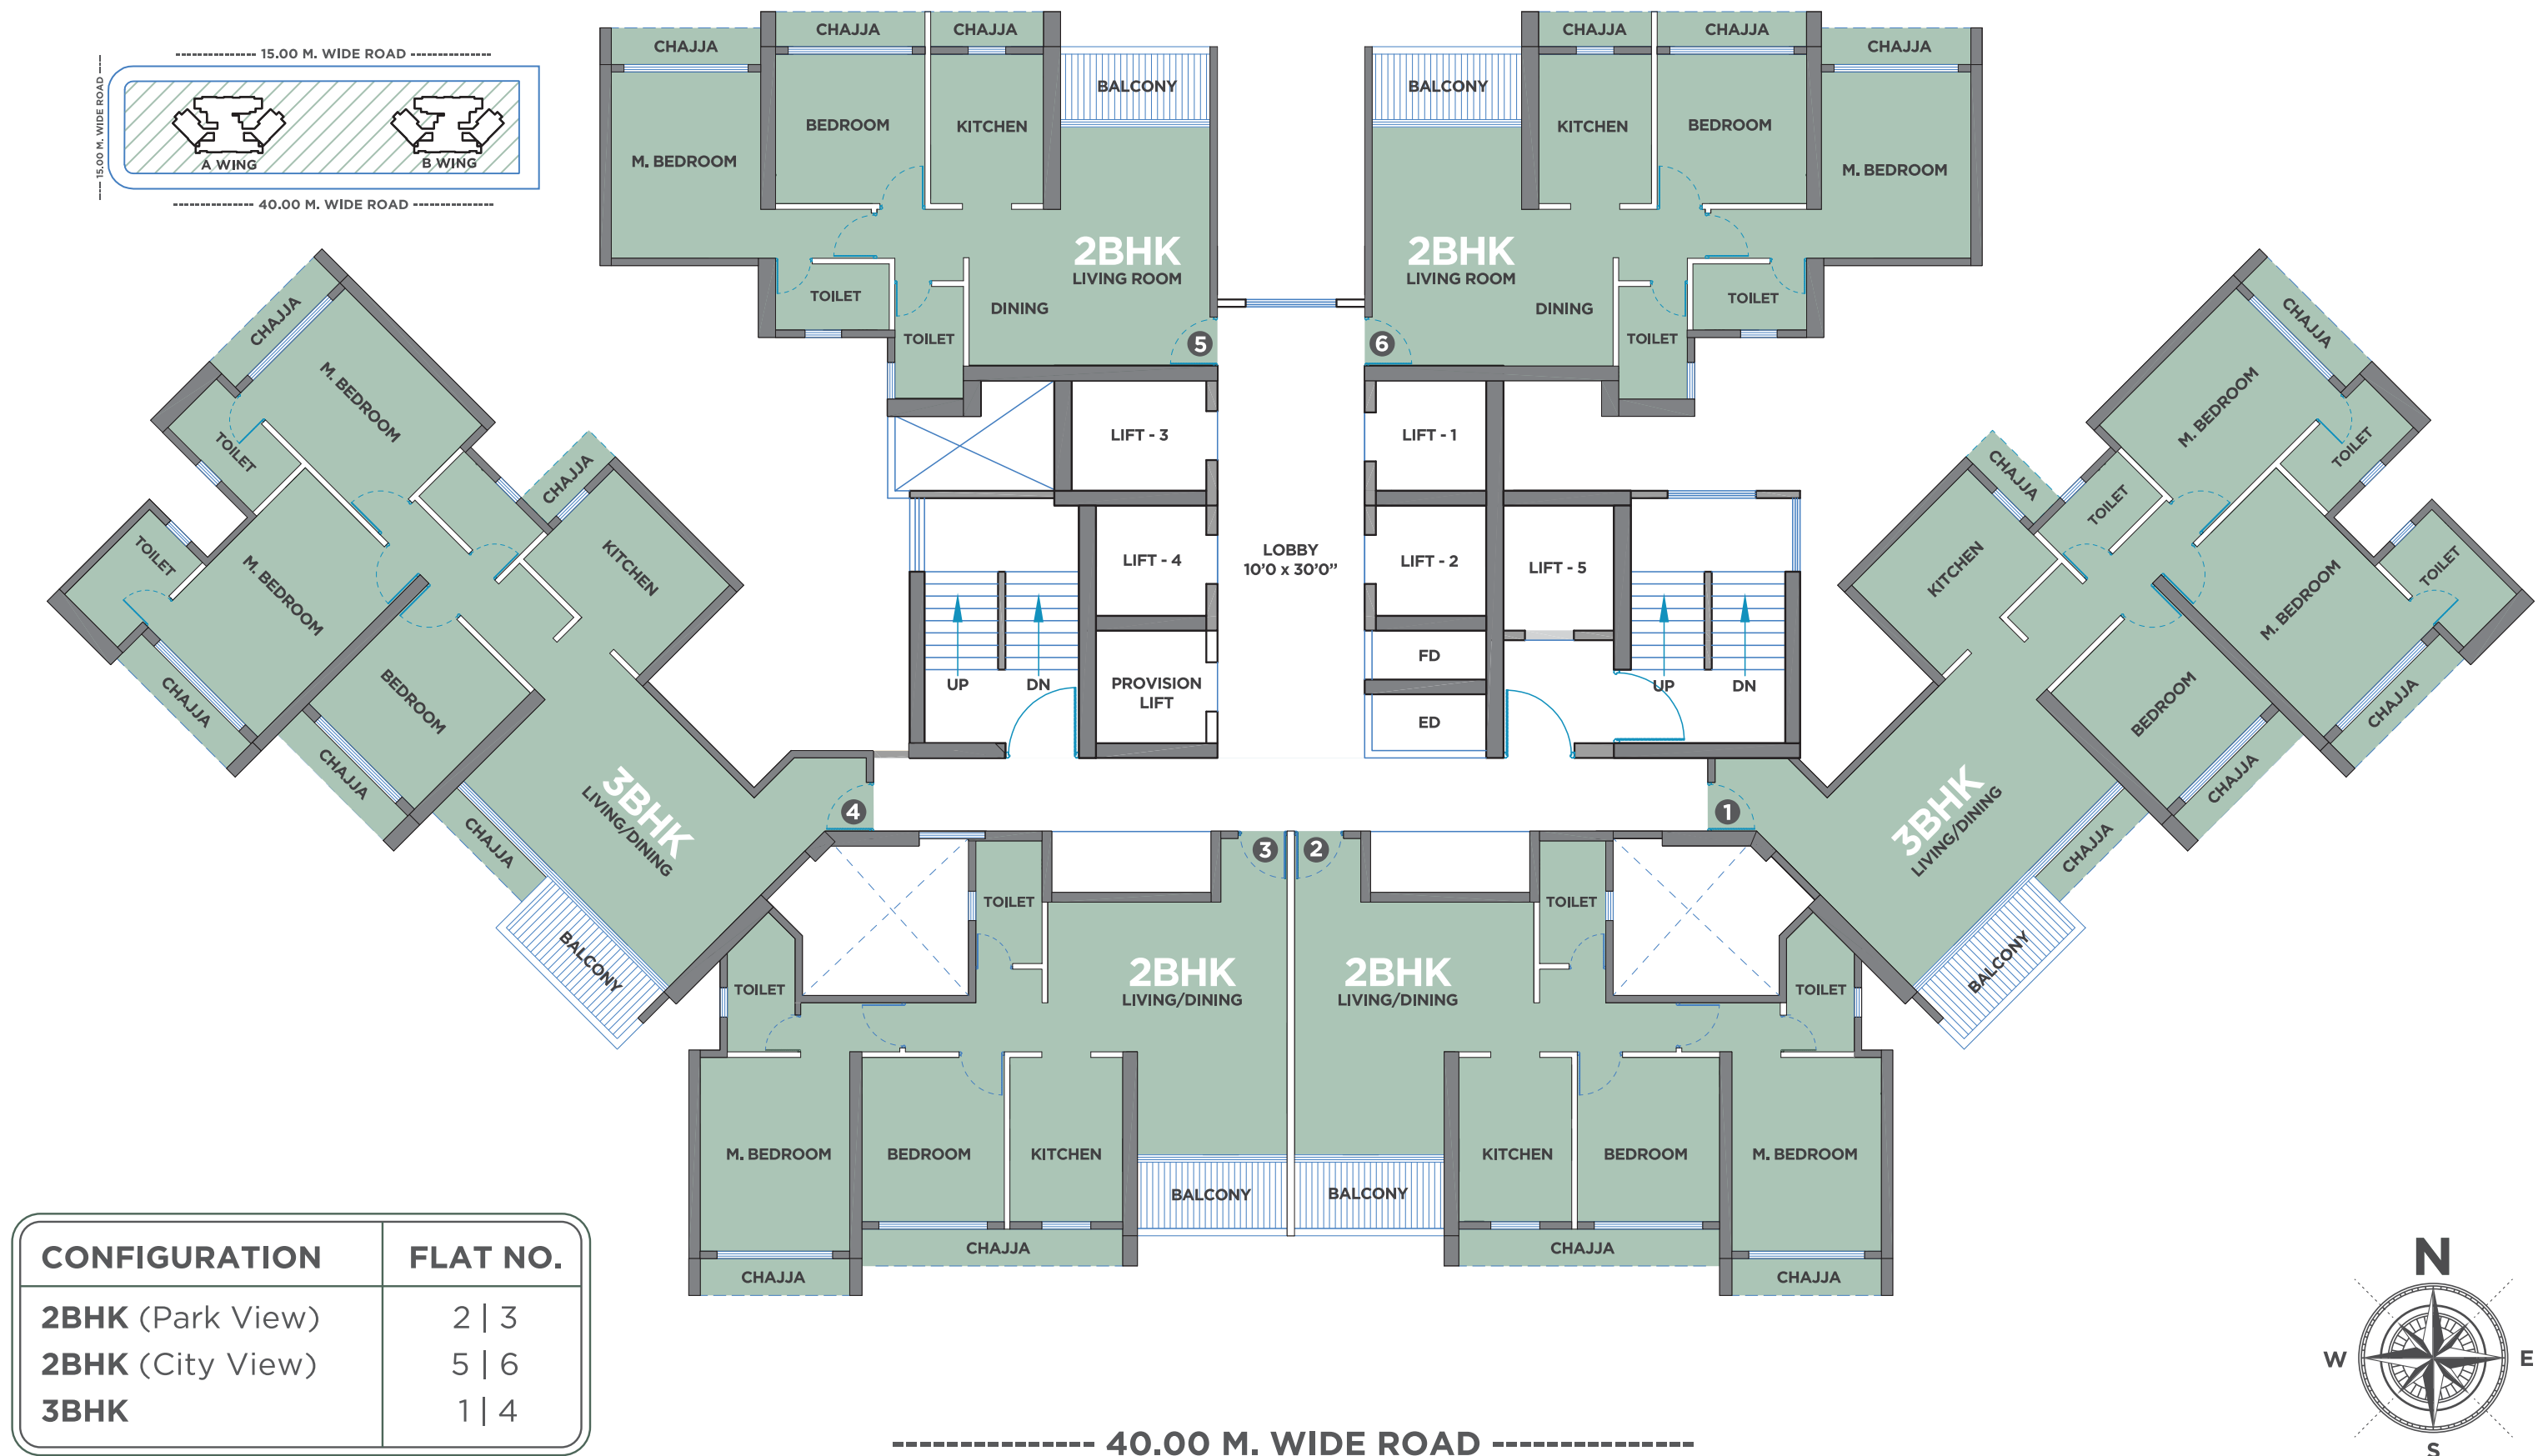 --------------- 15.00 M. WIDE ROAD ---------------
---- 15.00 M. WIDE ROAD ----
A WING
B WING
--------------- 40.00 M. WIDE ROAD ---------------
CHAJJA
CHAJJA
CHAJJA
BALCONY
M. BEDROOM
BEDROOM
KITCHEN
2BHK
LIVING ROOM
DINING
TOILET
TOILET
5
CHAJJA
CHAJJA
CHAJJA
BALCONY
KITCHEN
BEDROOM
M. BEDROOM
2BHK
LIVING ROOM
DINING
TOILET
TOILET
6
CHAJJA
M. BEDROOM
TOILET
CHAJJA
KITCHEN
TOILET
M. BEDROOM
CHAJJA
BEDROOM
CHAJJA
3BHK
LIVING/DINING
CHAJJA
BALCONY
4
LIFT - 3
LIFT - 1
LIFT - 4
LOBBY
10’0 x 30’0”
LIFT - 2
LIFT - 5
FD
ED
PROVISION
LIFT
UP
DN
UP
DN
CHAJJA
M. BEDROOM
TOILET
CHAJJA
TOILET
KITCHEN
M. BEDROOM
TOILET
CHAJJA
BEDROOM
CHAJJA
3BHK
LIVING/DINING
CHAJJA
BALCONY
1
3
2
TOILET
TOILET
2BHK
LIVING/DINING
M. BEDROOM
BEDROOM
KITCHEN
BALCONY
CHAJJA
CHAJJA
TOILET
TOILET
2BHK
LIVING/DINING
BALCONY
KITCHEN
BEDROOM
M. BEDROOM
CHAJJA
CHAJJA
CONFIGURATION FLAT NO.
2BHK (Park View) 2 | 3
2BHK (City View) 5 | 6
3BHK 1 | 4
N
W
E
S
--------------- 40.00 M. WIDE ROAD ---------------